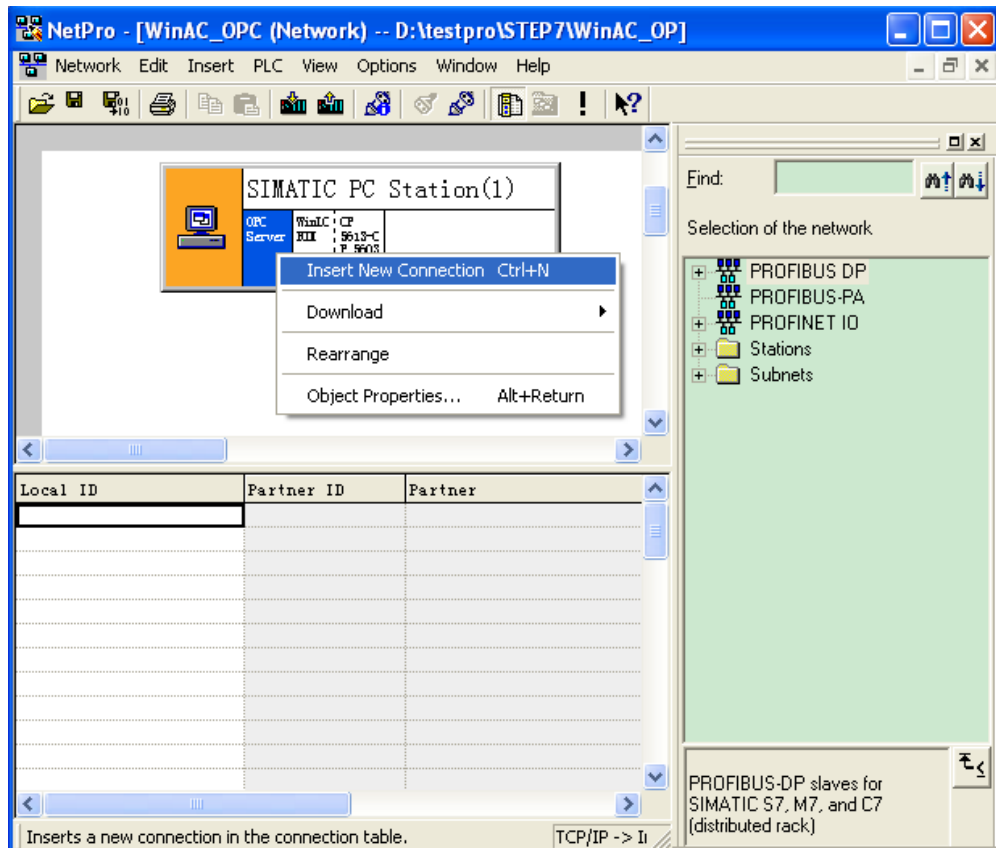 NetPro - [WinAC_OPC (Network) -- D:\testpro\STEP7\WinAC_OP]
Network Edit Insert PLC View Options Window Help
SIMATIC PC Station(1)
OPC Server
WinLC RTX
CP 5613-C
P 5603
Insert New Connection Ctrl+N
Download
Rearrange
Object Properties... Alt+Return
Find:
Selection of the network
PROFIBUS DP
PROFIBUS-PA
PROFINET IO
Stations
Subnets
Local ID Partner ID Partner
PROFIBUS-DP slaves for
SIMATIC S7, M7, and C7
(distributed rack)
Inserts a new connection in the connection table.
TCP/IP -> I